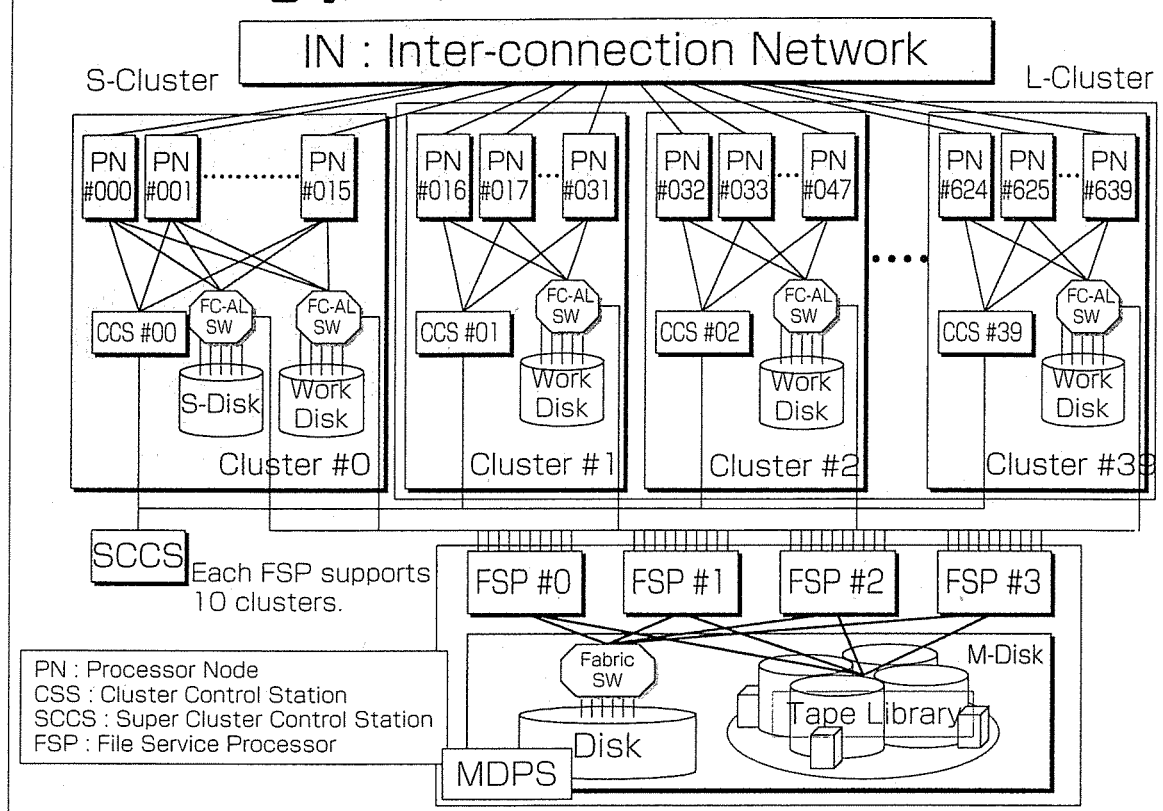 IN : Inter-connection Network
S-Cluster
L-Cluster
PN #000
PN #001
PN #015
PN #016
PN #017
PN #031
PN #032
PN #033
PN #047
PN #624
PN #625
PN #639
CCS #00
FC-AL SW
FC-AL SW
CCS #01
FC-AL SW
CCS #02
FC-AL SW
CCS #39
FC-AL SW
S-Disk
Work Disk
Work Disk
Work Disk
Work Disk
Cluster #0
Cluster #1
Cluster #2
Cluster #39
SCCS
Each FSP supports
10 clusters.
FSP #0
FSP #1
FSP #2
FSP #3
Fabric SW
M-Disk
Tape Library
Disk
MDPS
PN : Processor Node
CSS : Cluster Control Station
SCCS : Super Cluster Control Station
FSP : File Service Processor